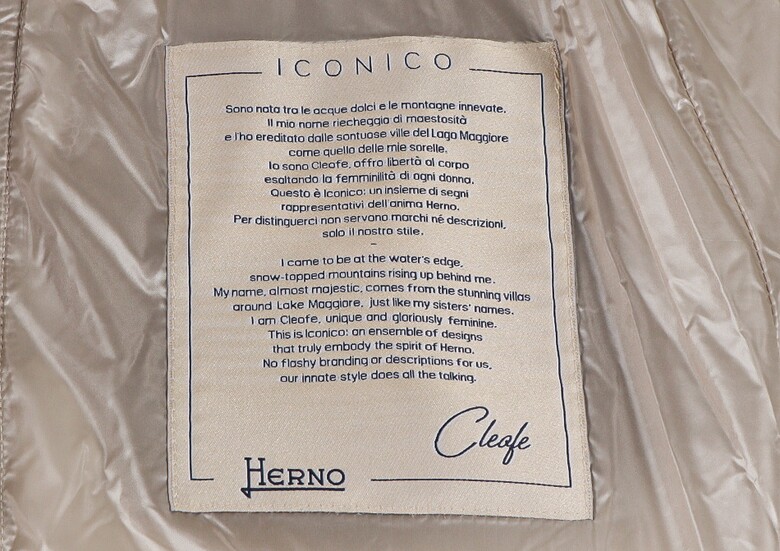 ICONICO
Sono nata tra le acque dolci e le montagne innevate.
Il mio nome riecheggia di maestosità
e l'ho ereditato dalle sontuose ville del Lago Maggiore
come quello delle mie sorelle.
Io sono Cleofe, offro libertà al corpo
esaltando la femminilità di ogni donna.
Questo è Iconico: un insieme di segni
rappresentativi dell'anima Herno.
Per distinguerci non servono marchi né descrizioni,
solo il nostro stile.
–
I came to be at the water's edge,
snow-topped mountains rising up behind me.
My name, almost majestic, comes from the stunning villas
around Lake Maggiore, just like my sisters' names.
I am Cleofe, unique and gloriously feminine.
This is Iconico: an ensemble of designs
that truly embody the spirit of Herno.
No flashy branding or descriptions for us,
our innate style does all the talking.
Cleofe
HERNO